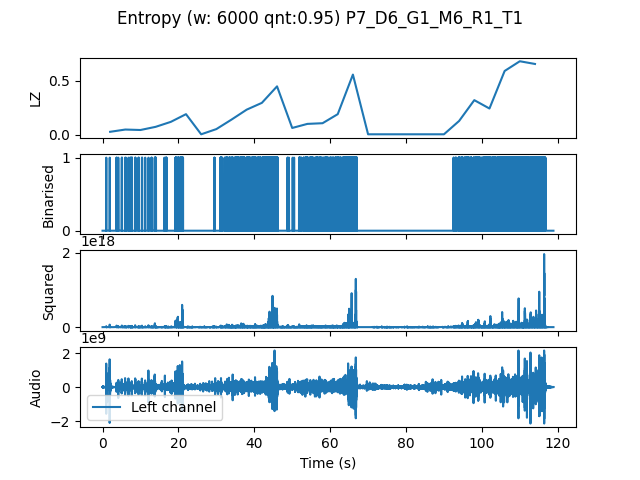 Entropy (w: 6000 qnt:0.95) P7_D6_G1_M6_R1_T1
LZ
0.5
0.0
Binarised
1
0
1e18
Squared
2
0
1e9
Audio
2
0
−2
Left channel
0 20 40 60 80 100 120
Time (s)